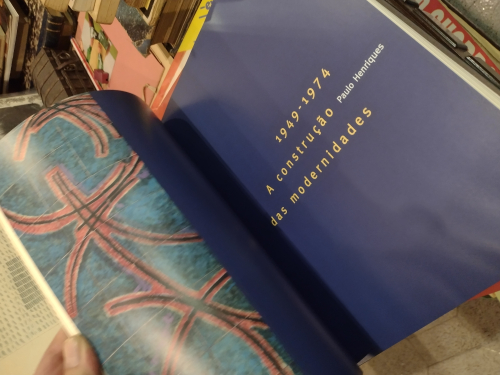 1949-1974
Paulo Henriques
A construção
das modernidades